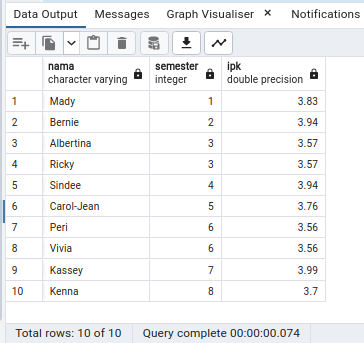 Data Output Messages Graph Visualiser × Notifications
nama semester ipk
character varying integer double precision
1 Mady 1 3.83
2 Bernie 2 3.94
3 Albertina 3 3.57
4 Ricky 3 3.57
5 Sindee 4 3.94
6 Carol-Jean 5 3.76
7 Peri 6 3.56
8 Vivia 6 3.56
9 Kassey 7 3.99
10 Kenna 8 3.7
Total rows: 10 of 10 Query complete 00:00:00.074